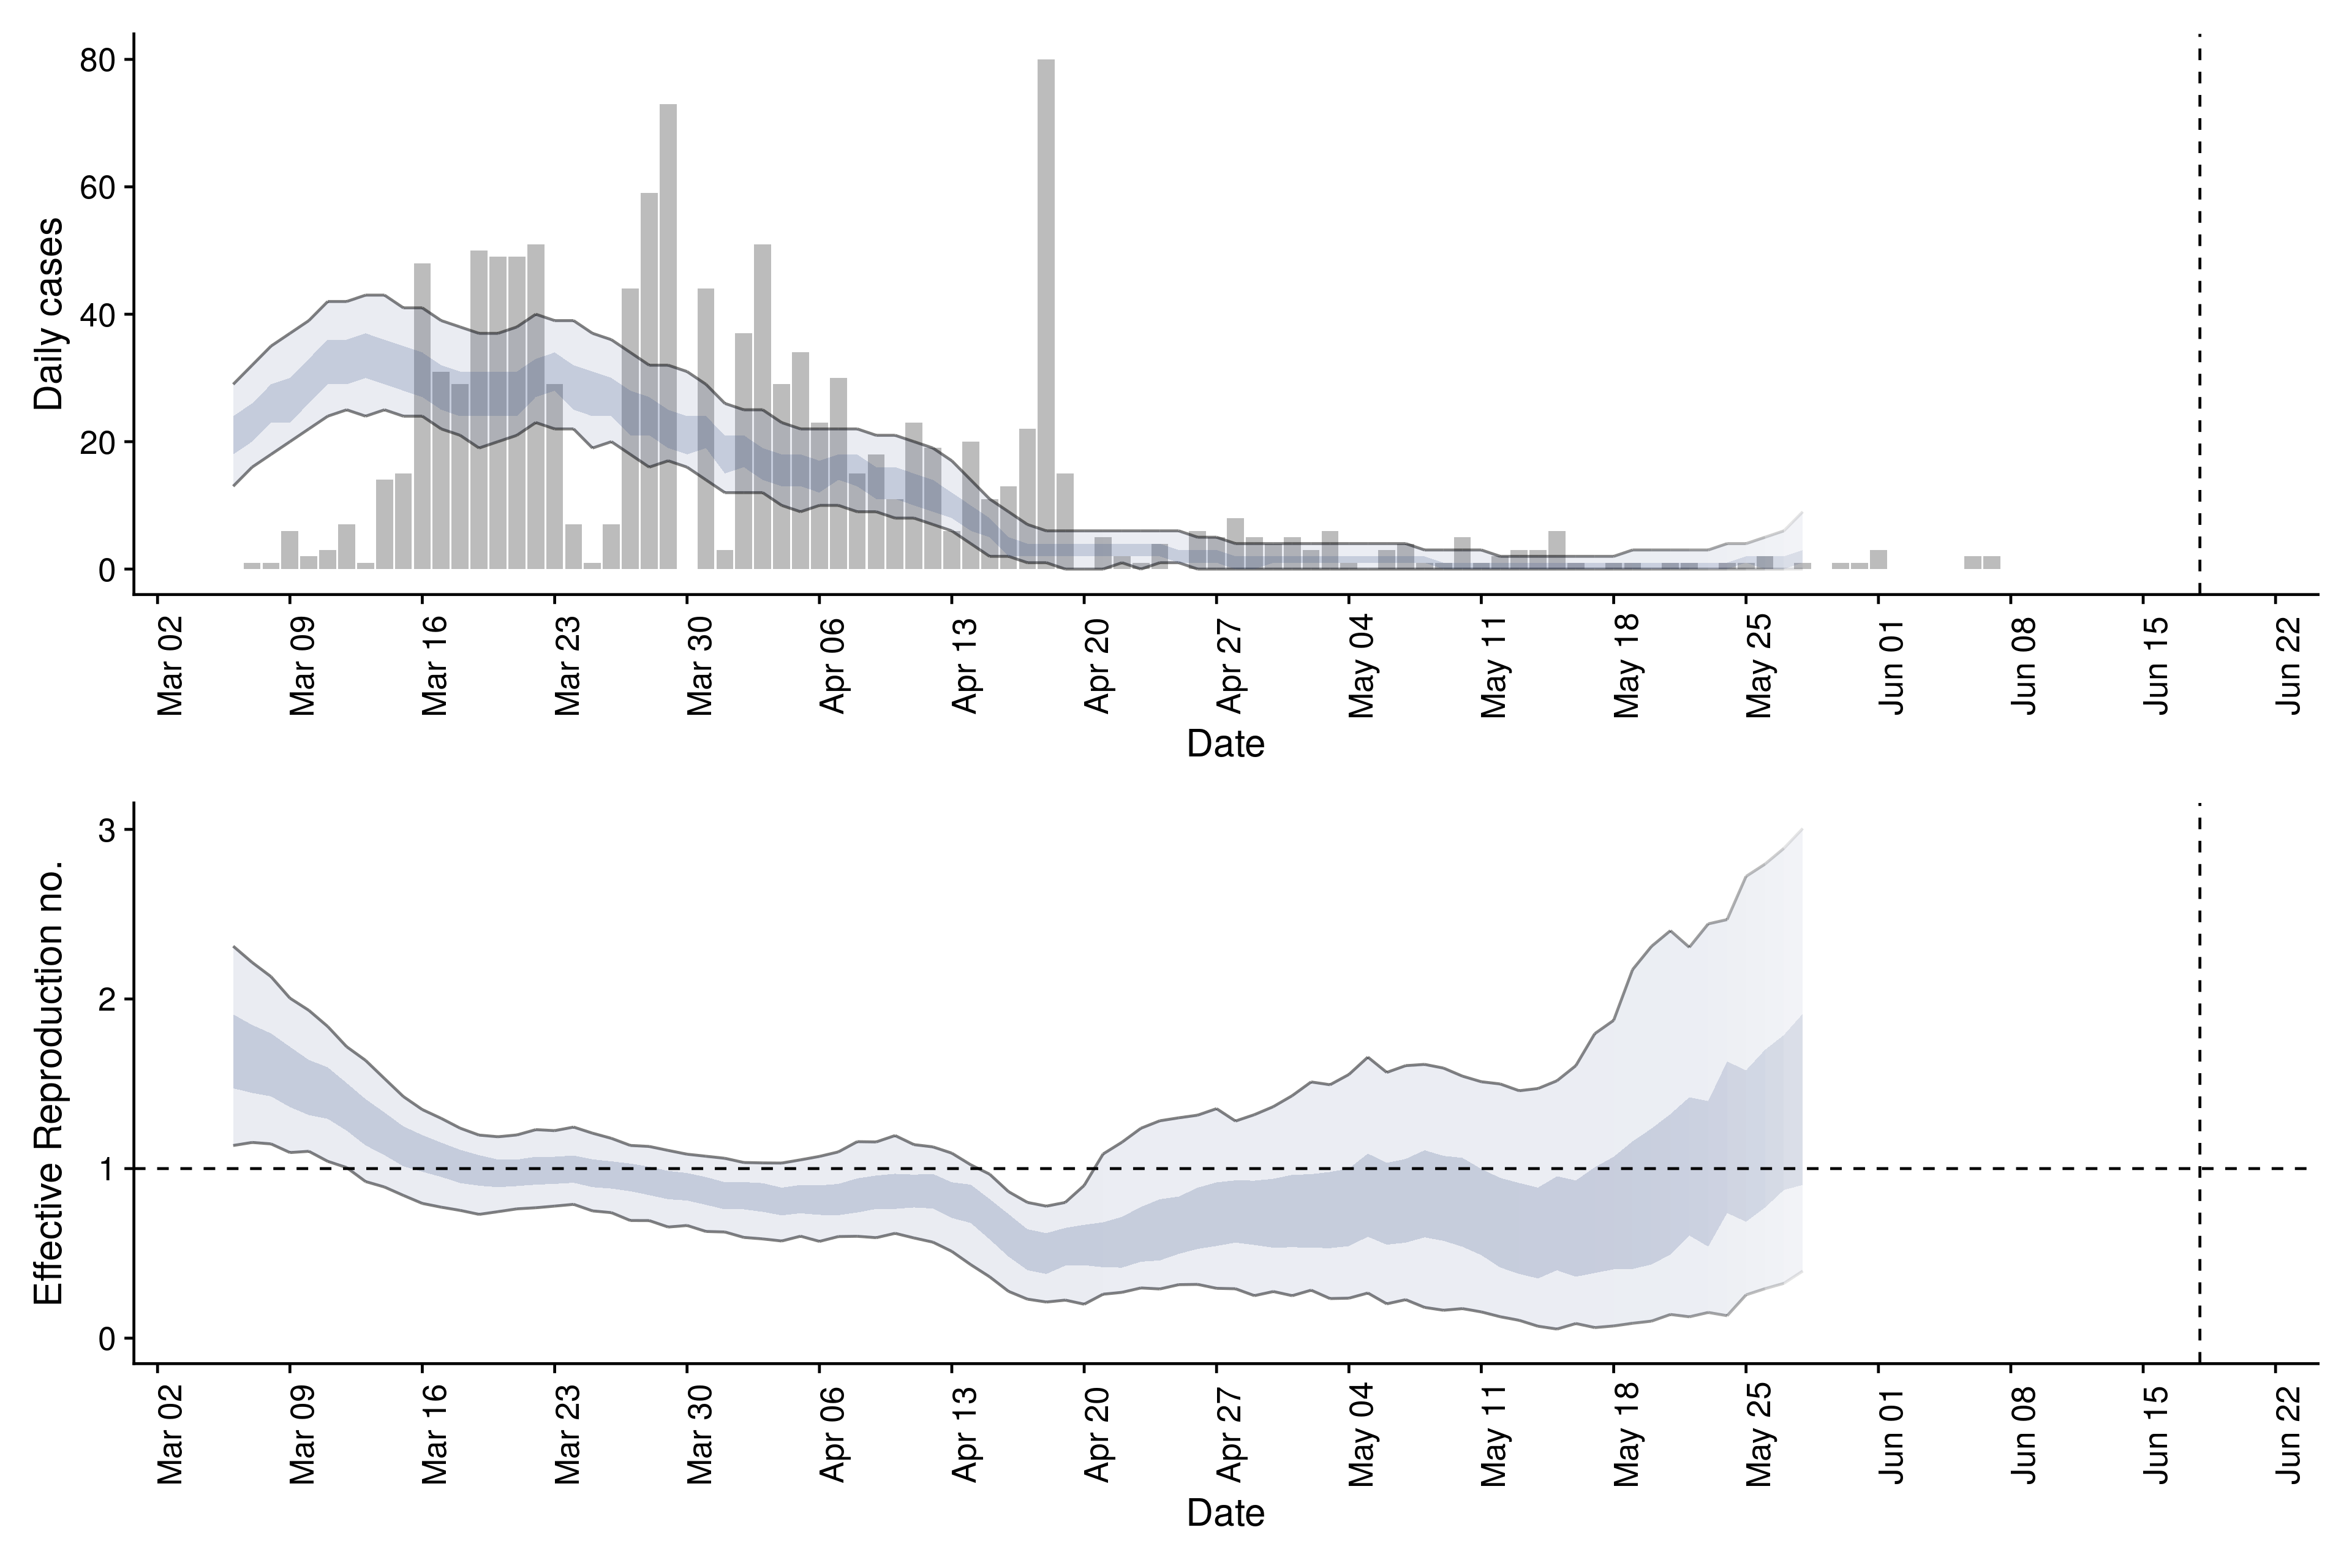 Daily cases
80
60
40
20
0
Mar 02
Mar 09
Mar 16
Mar 23
Mar 30
Apr 06
Apr 13
Apr 20
Apr 27
May 04
May 11
May 18
May 25
Jun 01
Jun 08
Jun 15
Jun 22
Date
Effective Reproduction no.
3
2
1
0
Mar 02
Mar 09
Mar 16
Mar 23
Mar 30
Apr 06
Apr 13
Apr 20
Apr 27
May 04
May 11
May 18
May 25
Jun 01
Jun 08
Jun 15
Jun 22
Date